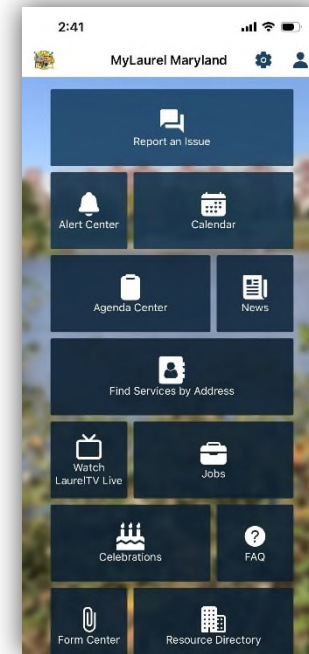 2:41
MyLaurel Maryland
Report an Issue
Alert Center
Calendar
Agenda Center
News
Find Services by Address
Watch
LaurelTV Live
Jobs
Celebrations
FAQ
Form Center
Resource Directory